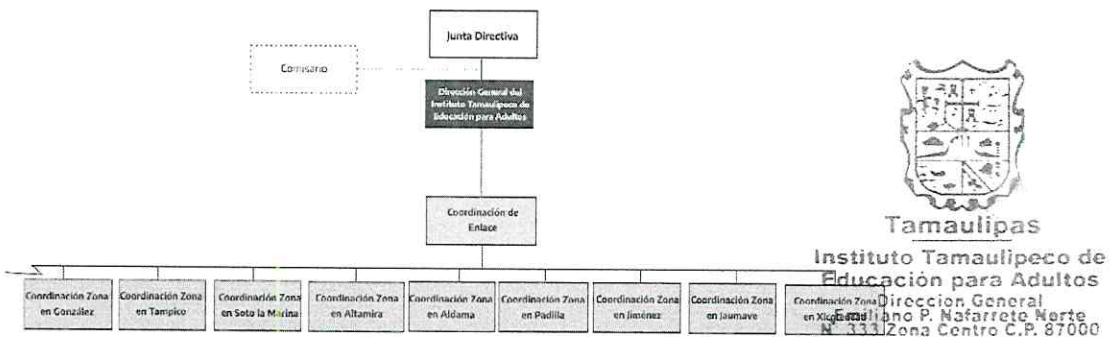 Junta Directiva
Comisario
Dirección General del
Instituto Tamaulipeco de
Educación para Adultos
Coordinación de
Enlace
Coordinación Zona
en González
Coordinación Zona
en Tampico
Coordinación Zona
en Soto la Marina
Coordinación Zona
en Altamira
Coordinación Zona
en Aldama
Coordinación Zona
en Padilla
Coordinación Zona
en Jiménez
Coordinación Zona
en Jaumave
Coordinación Zona
en
Tamaulipas
Instituto Tamaulipeco de
Educación para Adultos
Direccion General
Emiliano P. Nafarrete Norte
N° 333 Zona Centro C.P. 87000